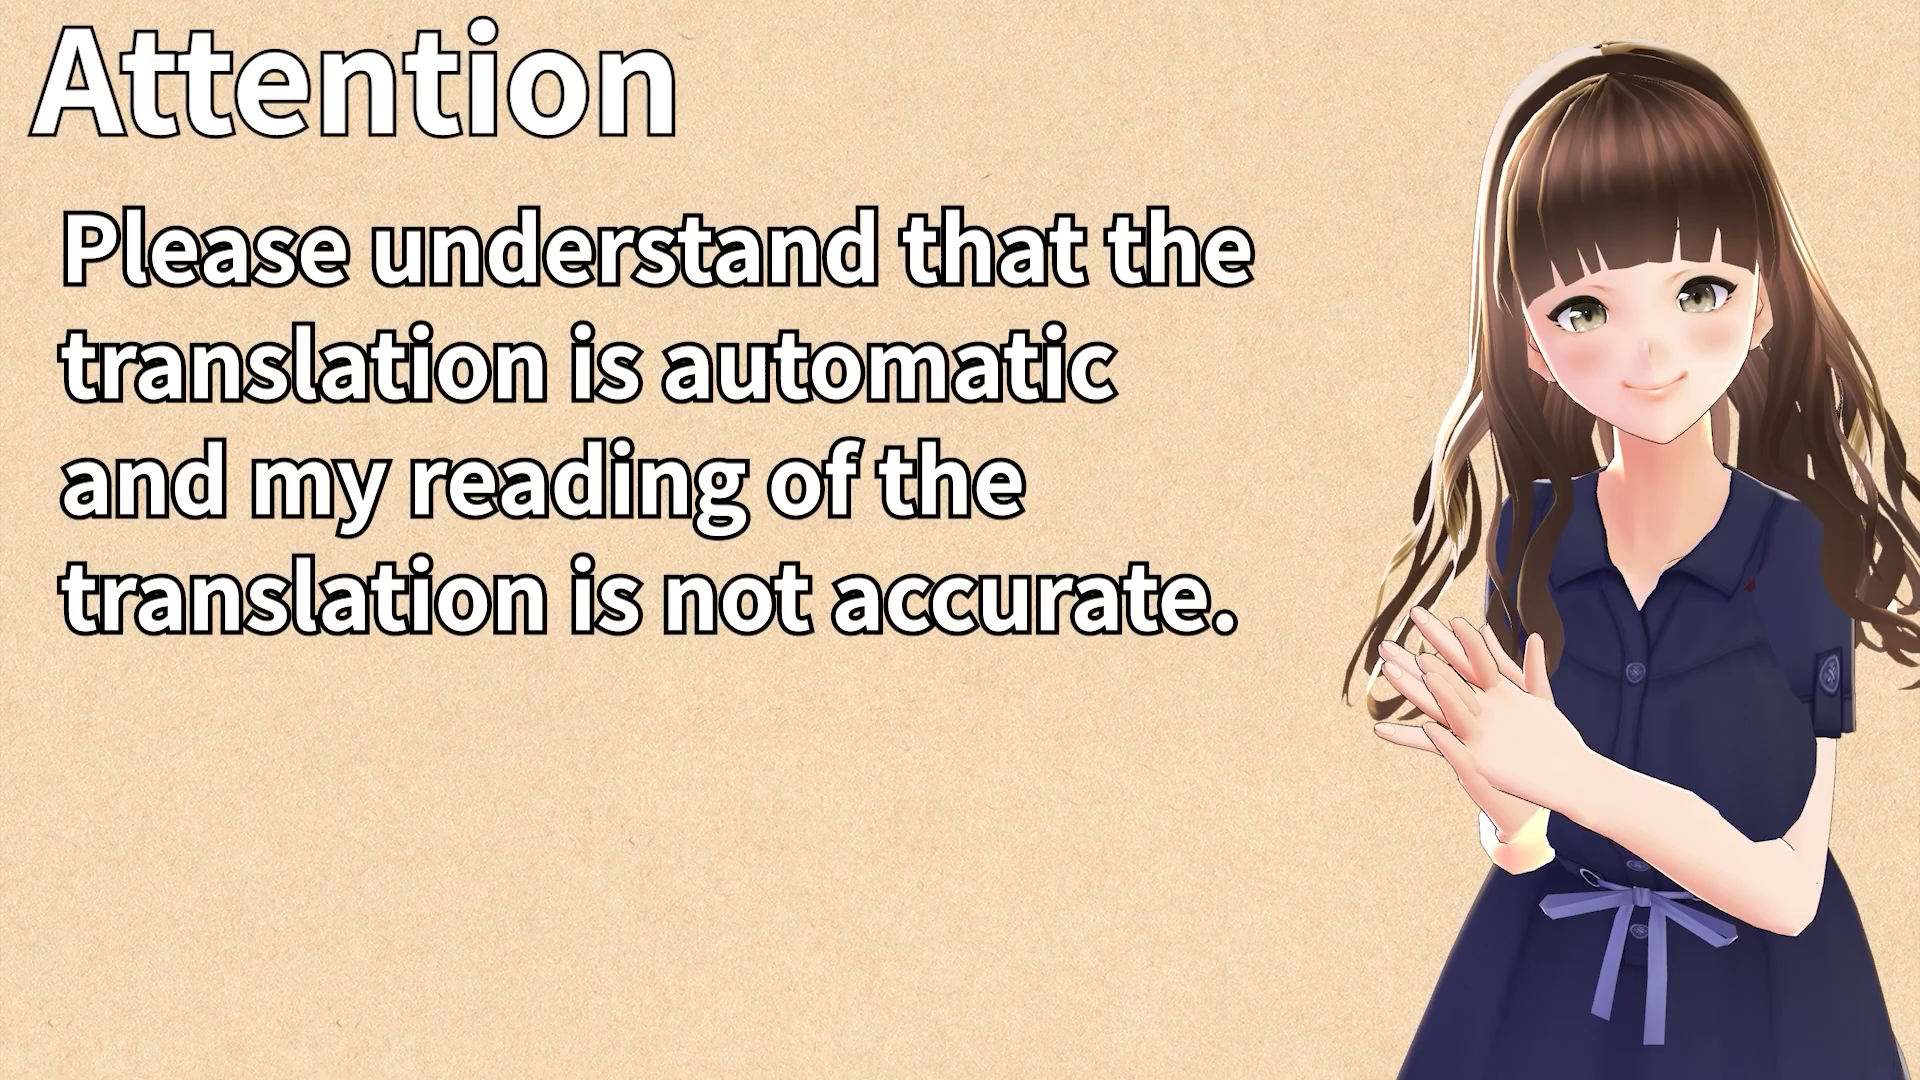 Attention
Please understand that the
translation is automatic
and my reading of the
translation is not accurate.